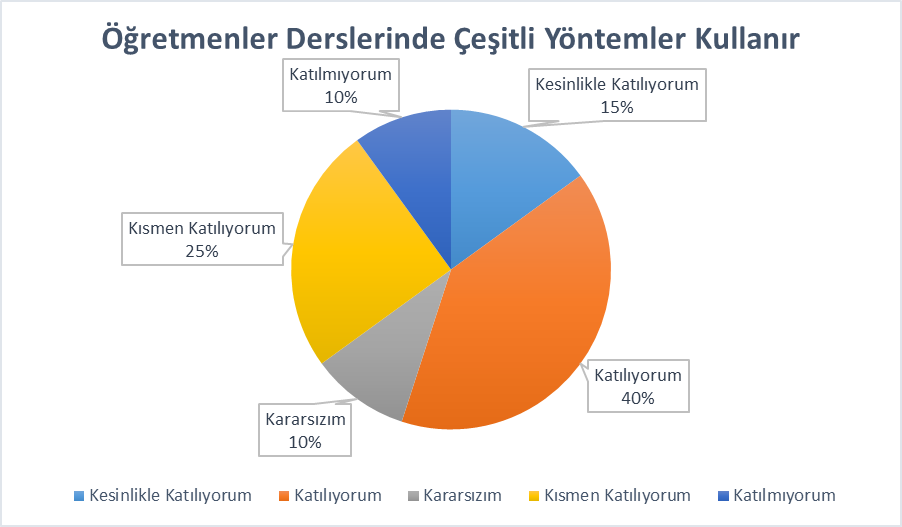 Öğretmenler Derslerinde Çeşitli Yöntemler Kullanır
Katılmıyorum
10%
Kesinlikle Katılıyorum
15%
Kısmen Katılıyorum
25%
Katılıyorum
40%
Kararsızım
10%
Kesinlikle Katılıyorum Katılıyorum Kararsızım Kısmen Katılıyorum Katılmıyorum